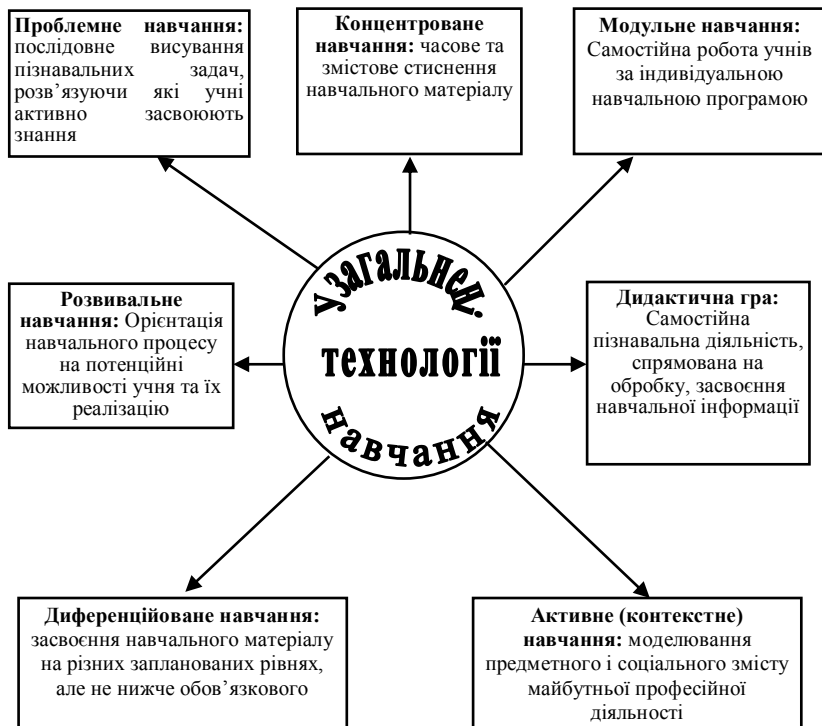 Проблемне навчання:
послідовне висування
пізнавальних задач,
розв’язуючи які учні
активно засвоюють
знання
Концентроване
навчання: часове та
змістове стиснення
навчального матеріалу
Модульне навчання:
Самостійна робота учнів
за індивідуальною
навчальною програмою
Розвивальне
навчання: Орієнтація
навчального процесу
на потенційні
можливості учня та їх
реалізацію
Узагальнені
технології
навчання
Дидактична гра:
Самостійна
пізнавальна діяльність,
спрямована на
обробку, засвоєння
навчальної інформації
Диференційоване навчання:
засвоєння навчального матеріалу
на різних запланованих рівнях,
але не нижче обов’язкового
Активне (контекстне)
навчання: моделювання
предметного і соціального змісту
майбутньої професійної
діяльності